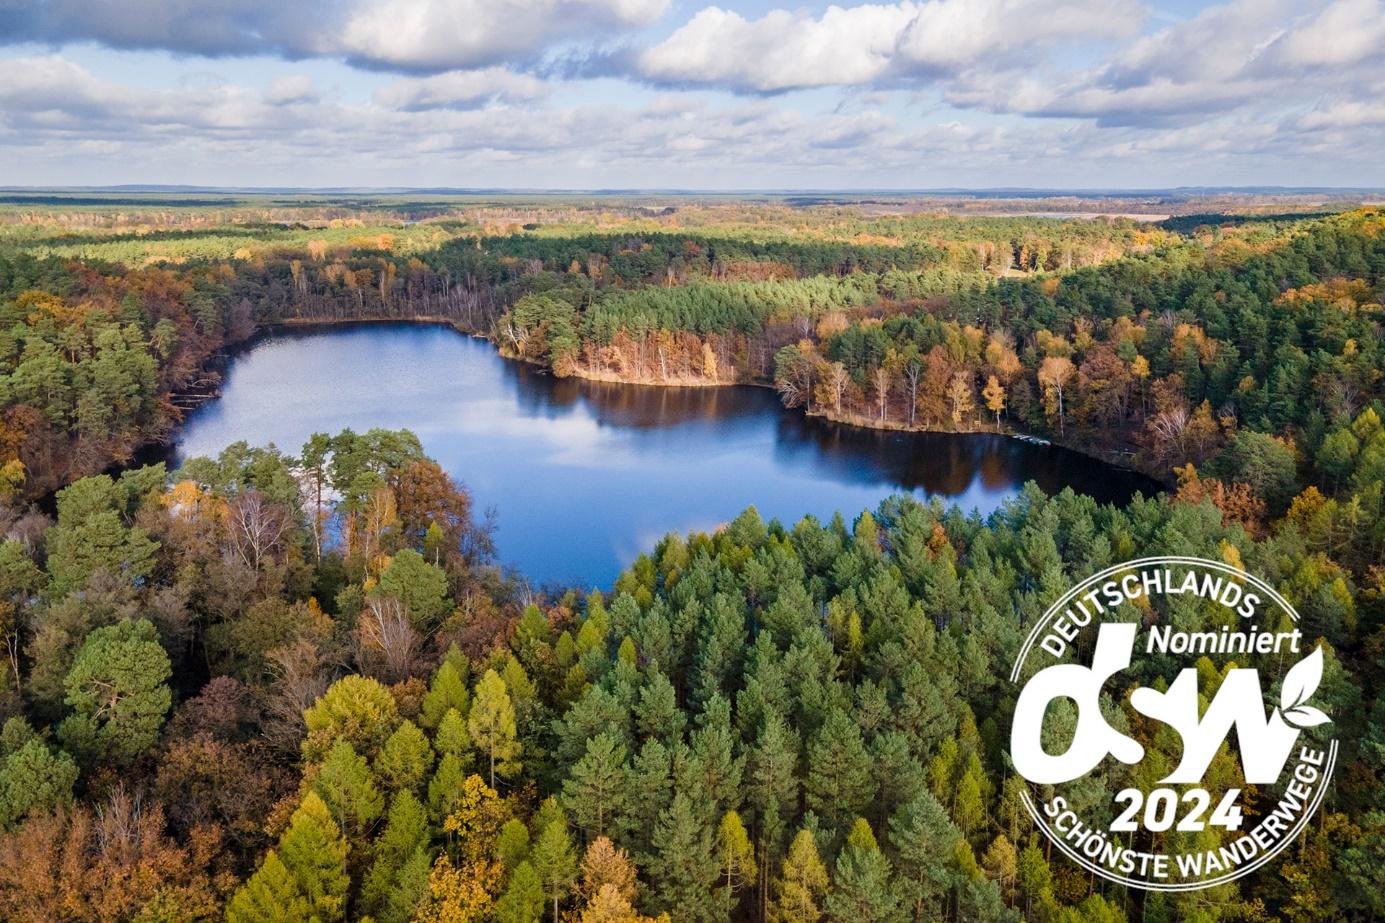 DEUTSCHLANDS
Nominiert
dsw
2024
SCHÖNSTE WANDERWEGE